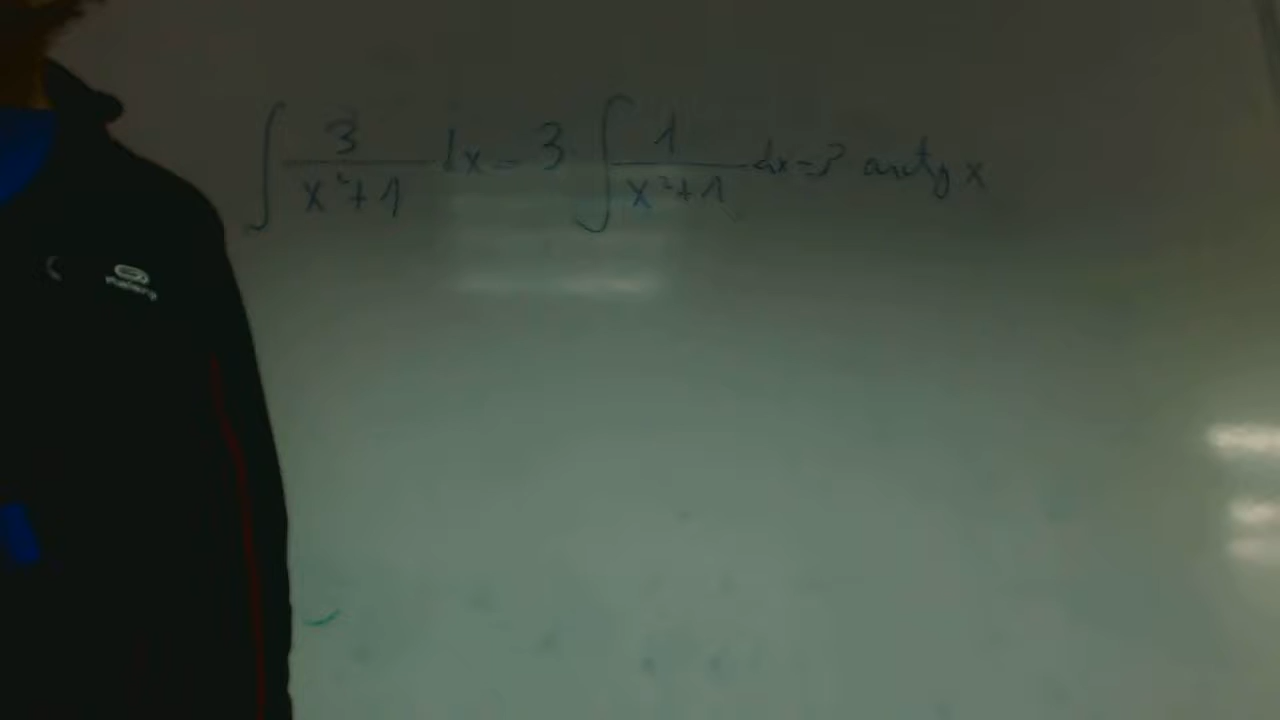 ∫ 3/(x²+1) dx = 3 ∫ 1/(x²+1) dx = 3 arctg x